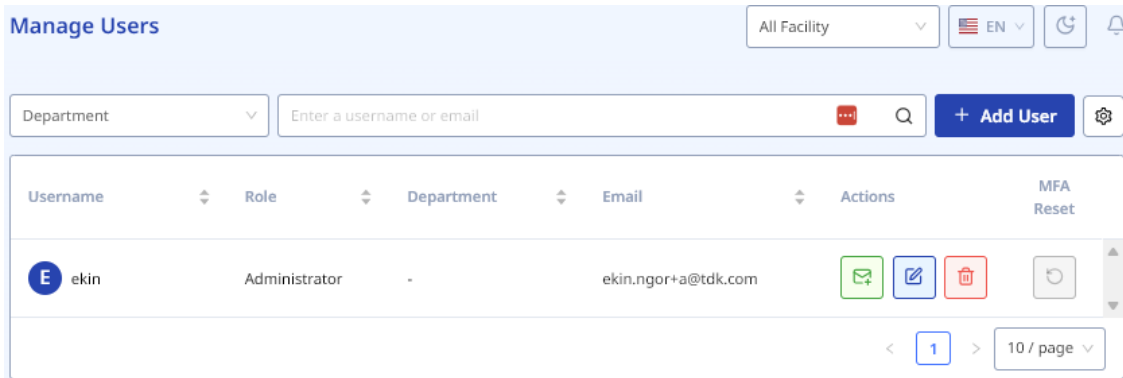 Manage Users
All Facility
EN
Department
Enter a username or email
+ Add User
Username Role Department Email Actions MFA Reset
E ekin Administrator - ekin.ngor+a@tdk.com
< 1 > 10 / page